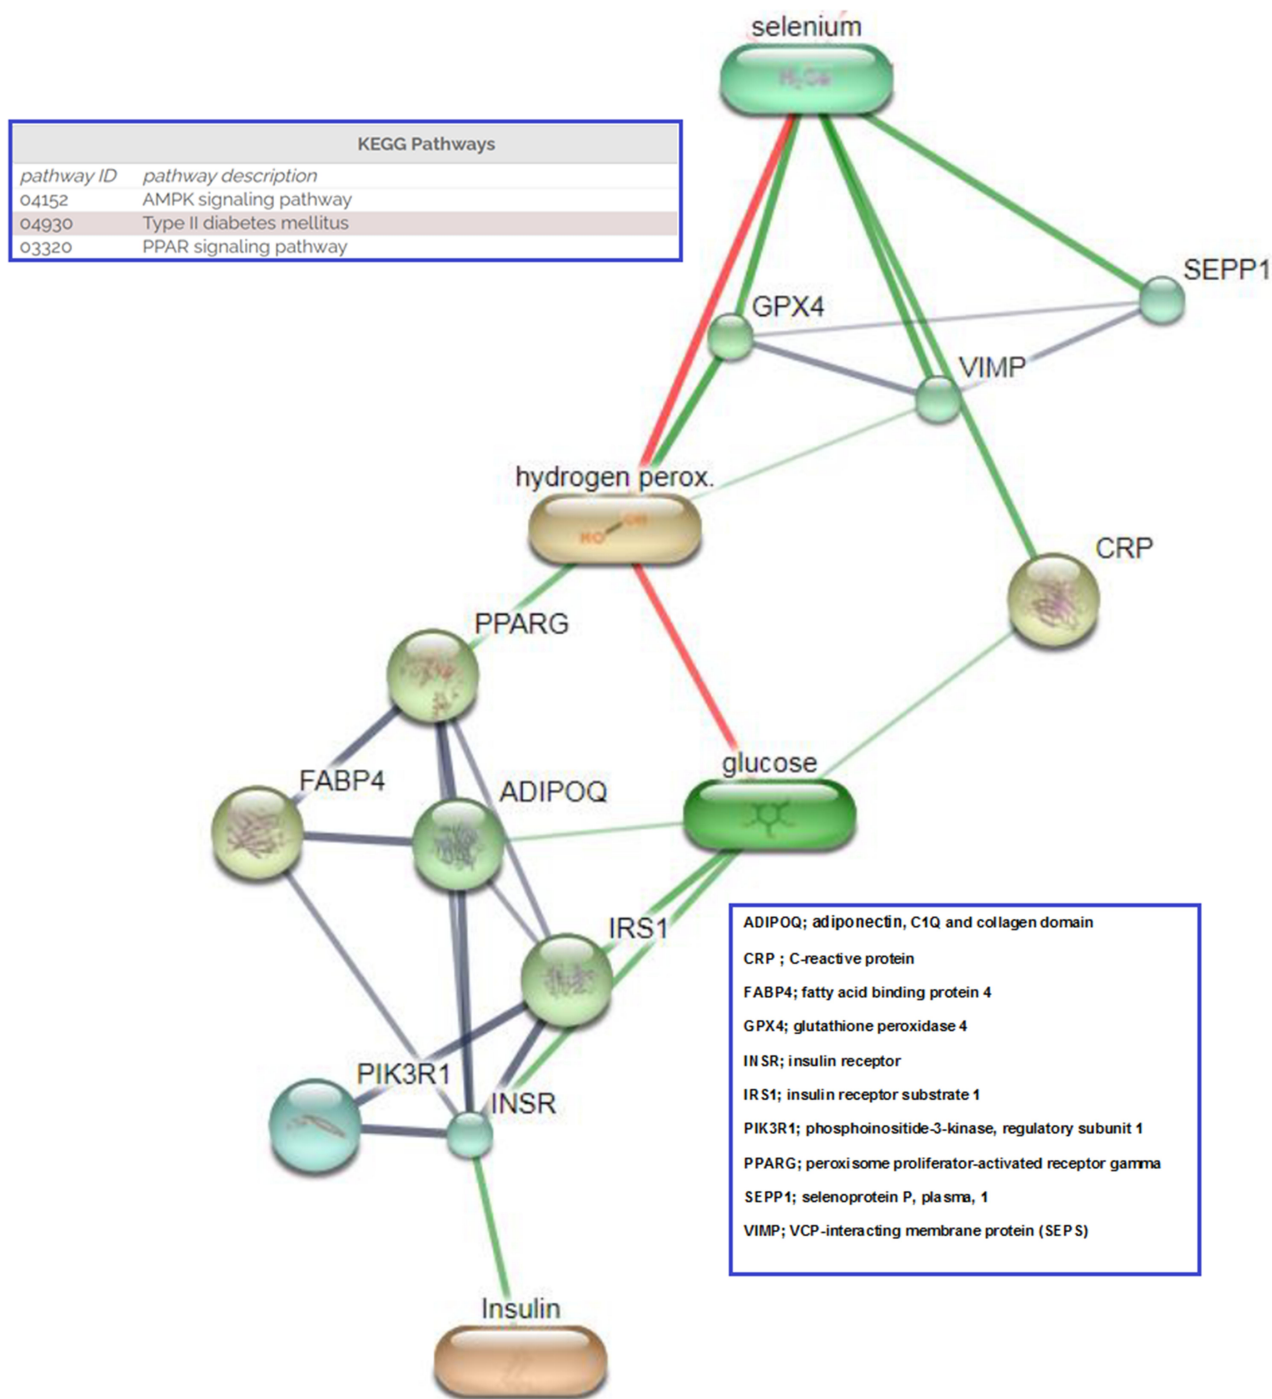 selenium
H₂Se
KEGG Pathways
pathway ID pathway description
04152 AMPK signaling pathway
04930 Type II diabetes mellitus
03320 PPAR signaling pathway
SEPP1
GPX4
VIMP
hydrogen perox.
HO OH
CRP
PPARG
glucose
FABP4
ADIPOQ
IRS1
ADIPOQ; adiponectin, C1Q and collagen domain
CRP ; C-reactive protein
FABP4; fatty acid binding protein 4
GPX4; glutathione peroxidase 4
INSR; insulin receptor
IRS1; insulin receptor substrate 1
PIK3R1; phosphoinositide-3-kinase, regulatory subunit 1
PPARG; peroxisome proliferator-activated receptor gamma
SEPP1; selenoprotein P, plasma, 1
VIMP; VCP-interacting membrane protein (SEPS)
PIK3R1
INSR
Insulin